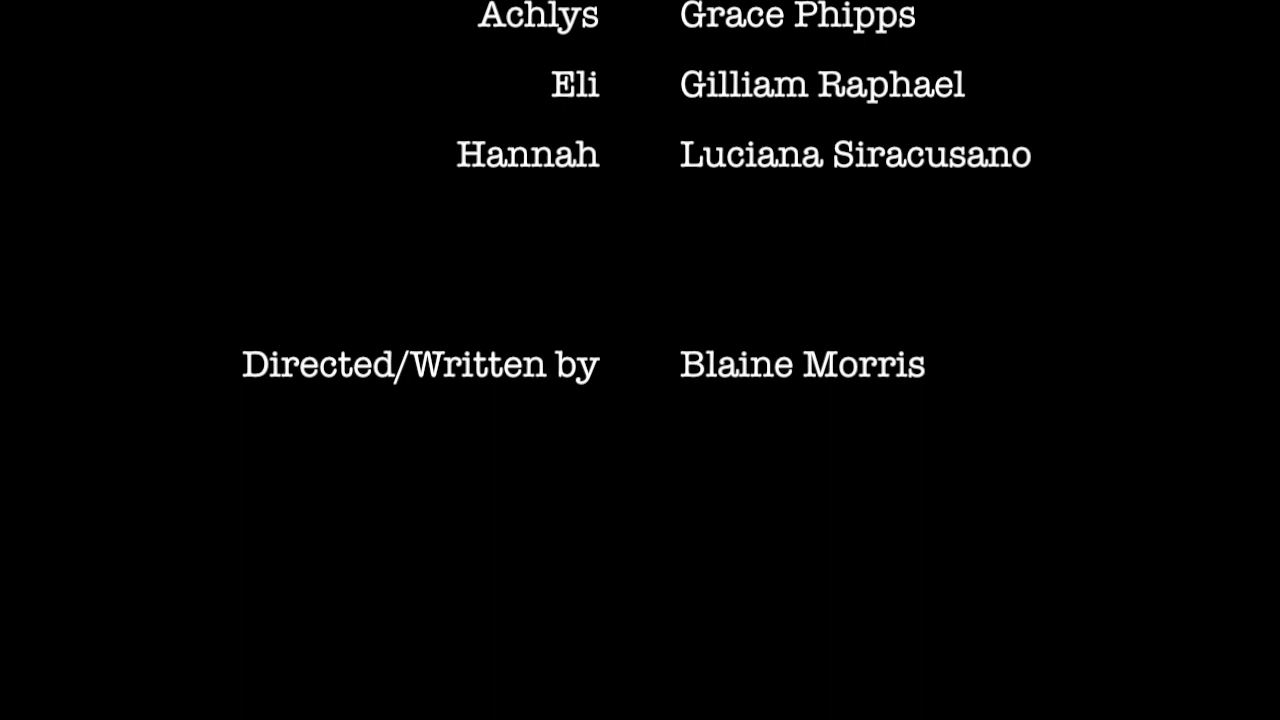 Achlys Grace Phipps
Eli Gilliam Raphael
Hannah Luciana Siracusano
Directed/Written by Blaine Morris